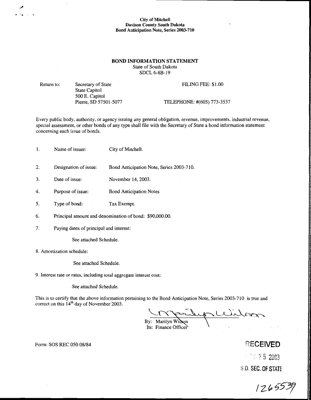 City of Mitchell
Davison County South Dakota
Bond Anticipation Note, Series 2003-710
BOND INFORMATION STATEMENT
State of South Dakota
SDCL 6-8B-19
Return to: Secretary of State FILING FEE: $1.00
State Capitol
500 E. Capitol
Pierre, SD 57501-5077 TELEPHONE: #(605) 773-3537
Every public body, authority, or agency issuing any general obligation, revenue, improvements, industrial revenue,
special assessment, or other bonds of any type shall file with the Secretary of State a bond information statement
concerning each issue of bonds.
1. Name of issuer: City of Mitchell.
2. Designation of issue: Bond Anticipation Note, Series 2003-710.
3. Date of issue: November 14, 2003.
4. Purpose of issue: Bond Anticipation Notes
5. Type of bond: Tax Exempt.
6. Principal amount and denomination of bond: $90,000.00.
7. Paying dates of principal and interest:
See attached Schedule.
8. Amortization schedule:
See attached Schedule.
9. Interest rate or rates, including total aggregate interest cost:
See attached Schedule.
This is to certify that the above information pertaining to the Bond Anticipation Note, Series 2003-710 is true and
correct on this 14th day of November 2003.
Marilyn Wilson
By: Marilyn Wilson
Its: Finance Officer
Form: SOS REC 050 08/84
RECEIVED
2003
S.D. SEC. OF STATE
1265539